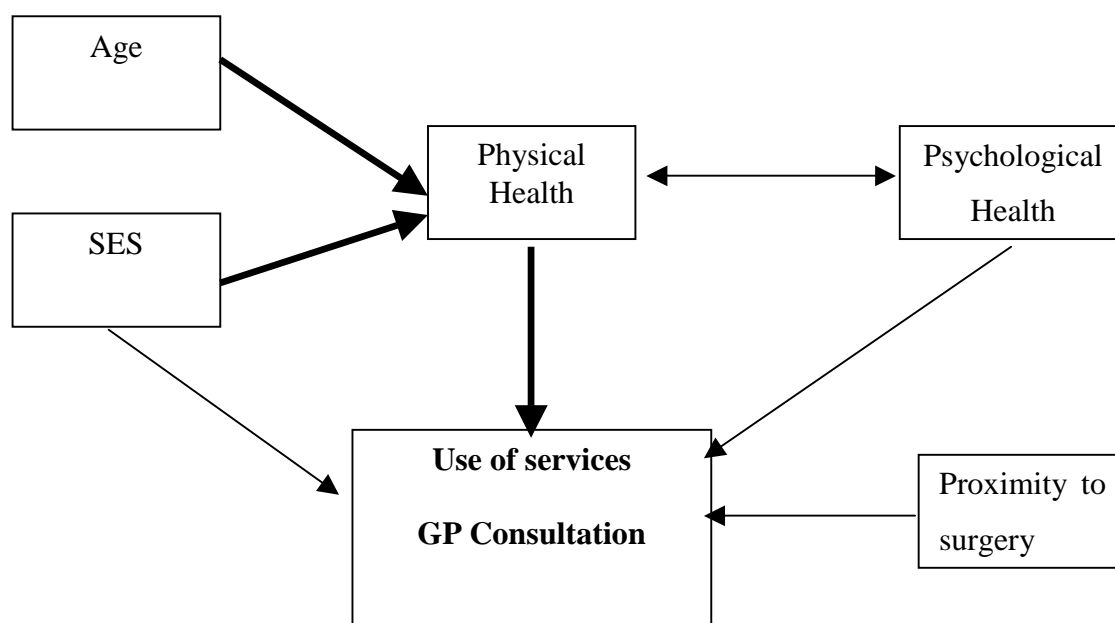 Age
Physical
Health
Psychological
Health
SES
Use of services
GP Consultation
Proximity to
surgery